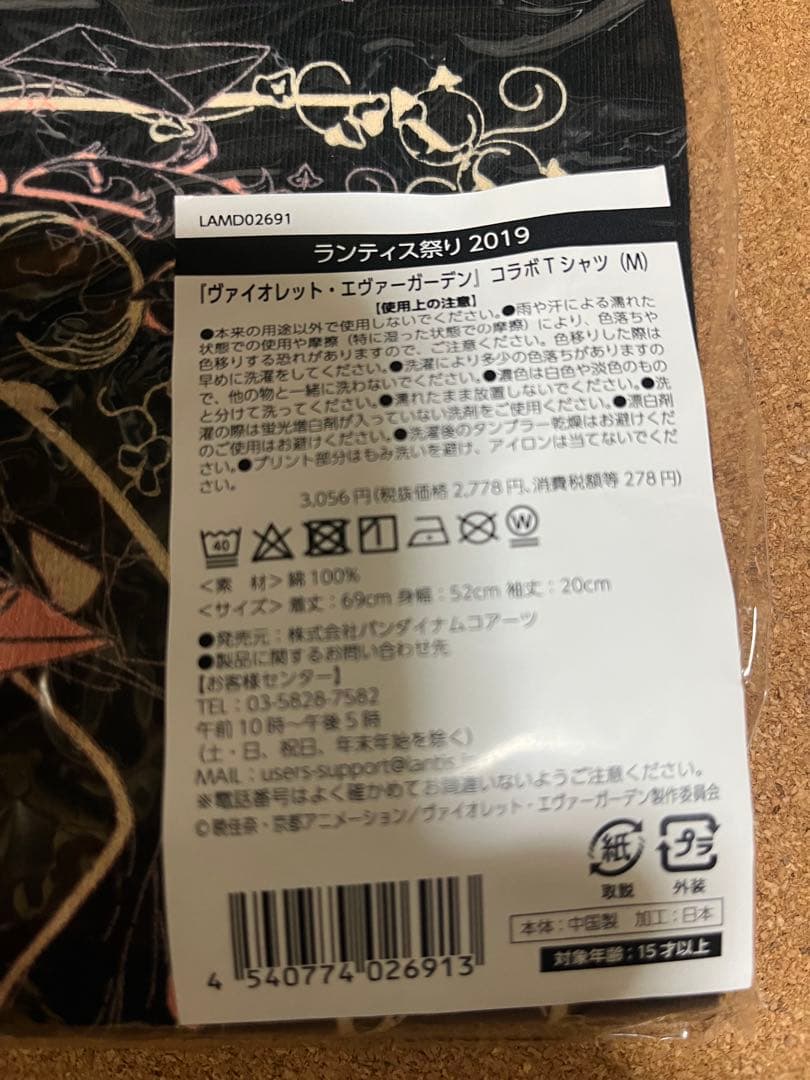 LAMD02691
ランティス祭り2019
『ヴァイオレット・エヴァーガーデン』コラボTシャツ（M）
【使用上の注意】
●本来の用途以外で使用しないでください。●雨や汗による濡れた
状態での使用や摩擦（特に湿った状態での摩擦）により、色落ちや
色移りする恐れがありますので、ご注意ください。色移りした際は
早めに洗濯をしてください。●洗濯により多少の色落ちがありますの
で、他の物と一緒に洗わないでください。●濃色は白色や淡色のもの
と分けて洗ってください。●濡れたまま放置しないでください。●洗
濯の際は蛍光増白剤が入っていない洗剤をご使用ください。●漂白剤
のご使用はお避けください。●洗濯後のタンブラー乾燥はお避けくだ
さい。●プリント部分はもみ洗いを避け、アイロンは当てないでくだ
さい。
3,056円（税抜価格 2,778円、消費税額等 278円）
40 W
＜素　材＞綿100%
＜サイズ＞着丈：69cm 身幅：52cm 袖丈：20cm
●発売元：株式会社バンダイナムコアーツ
●製品に関するお問い合わせ先
【お客様センター】
TEL：03-5828-7582
午前10時～午後5時
（土・日、祝日、年末年始を除く）
MAIL：users-support@lantis.
※電話番号はよく確かめてお間違いないようご注意ください。
©暁佳奈・京都アニメーション／ヴァイオレット・エヴァーガーデン製作委員会
紙 プラ
取説 外装
本体：中国製　加工：日本
対象年齢：15才以上
4 540774 026913